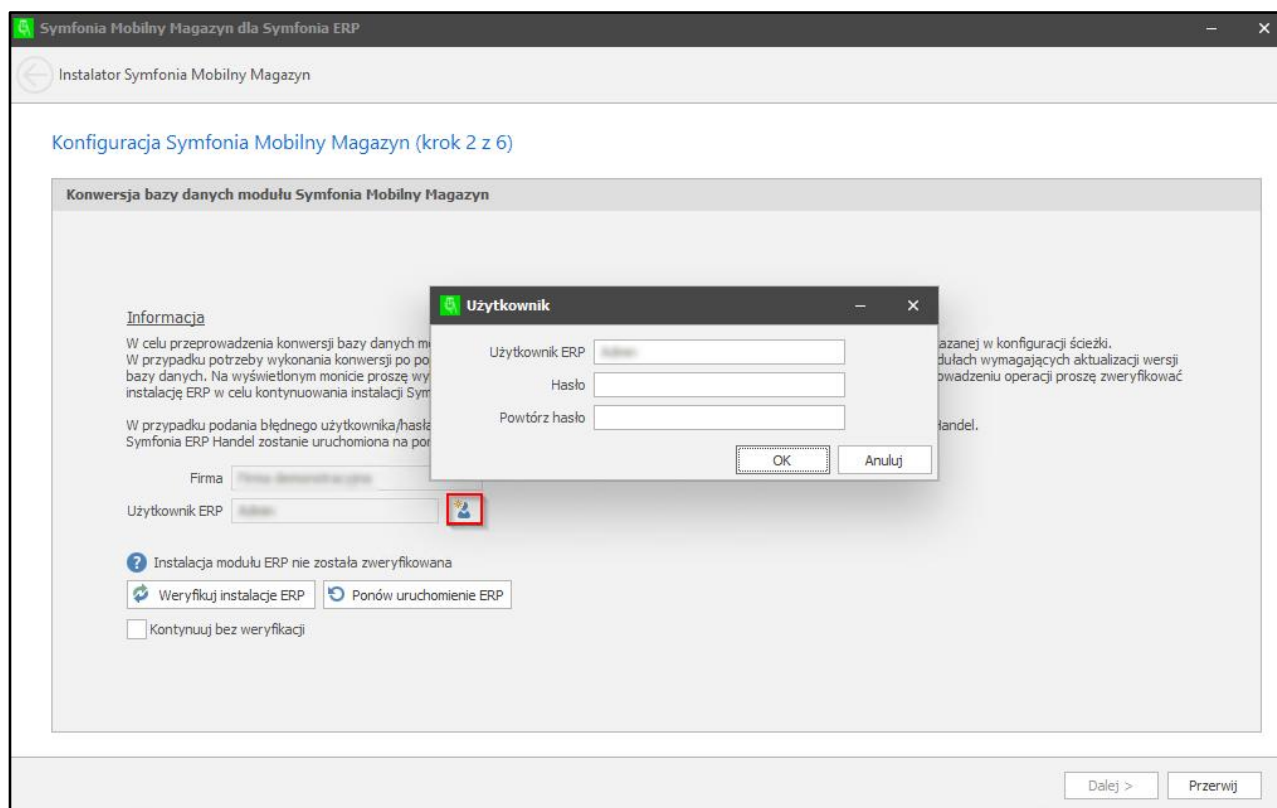 Symfonia Mobilny Magazyn dla Symfonia ERP
Instalator Symfonia Mobilny Magazyn
Konfiguracja Symfonia Mobilny Magazyn (krok 2 z 6)
Konwersja bazy danych modułu Symfonia Mobilny Magazyn
Informacja
W celu przeprowadzenia konwersji bazy danych azanej w konfiguracji ścieżki.
W przypadku potrzeby wykonania konwersji po dułach wymagających aktualizacji wersji
bazy danych. Na wyświetlonym monicie proszę owadzeniu operacji proszę zweryfikować
instalację ERP w celu kontynuowania instalacji
W przypadku podania błędnego użytkownika/hasła Handel.
Symfonia ERP Handel zostanie uruchomiona na
Użytkownik
Użytkownik ERP
Hasło
Powtórz hasło
OK Anuluj
Firma Firma demonstracyjna
Użytkownik ERP
Instalacja modułu ERP nie została zweryfikowana
Weryfikuj instalacje ERP Ponów uruchomienie ERP
Kontynuuj bez weryfikacji
Dalej > Przerwij